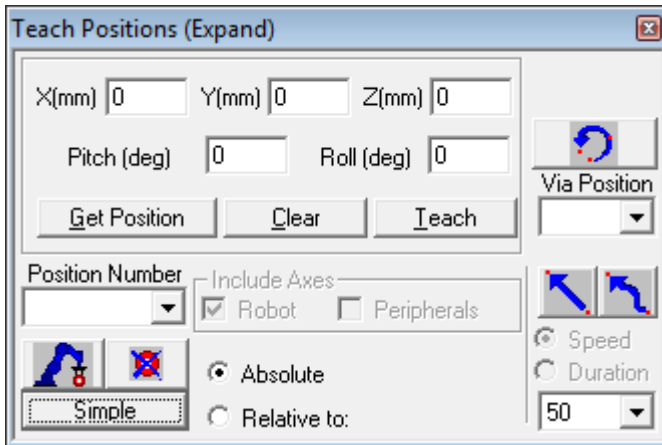 Teach Positions (Expand)
X(mm) 0 Y(mm) 0 Z(mm) 0
Pitch (deg) 0 Roll (deg) 0
Get Position Clear Teach
Via Position
Position Number
Include Axes
Robot Peripherals
Speed
Duration
50
Absolute
Simple
Relative to: